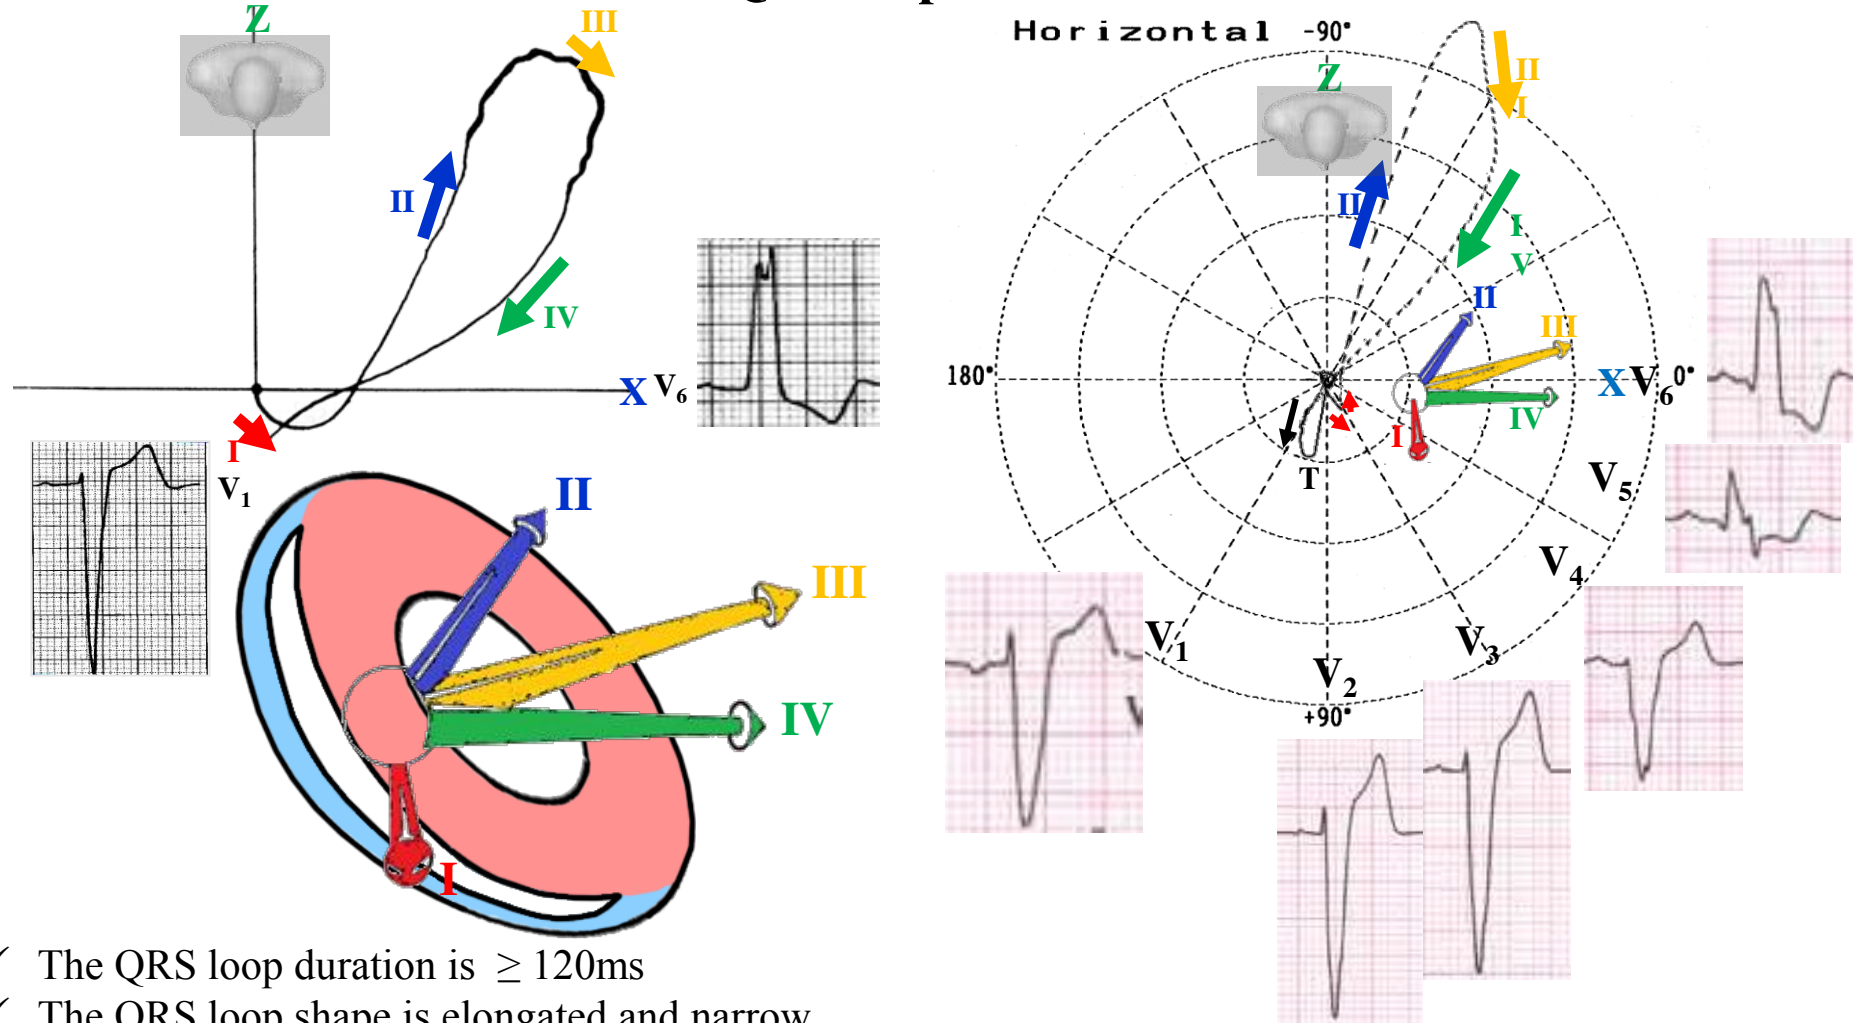 Z
III
II
IV
X V6
I
V1
II
III
IV
I
Horizontal -90°
Z
II
I
II
I
V
II
III
180°
X V6 0°
IV
I
T
V5
V4
V1
V3
V2
+90°
✓ The QRS loop duration is ≥ 120ms
✓ The QRS loop shape is elongated and narrow